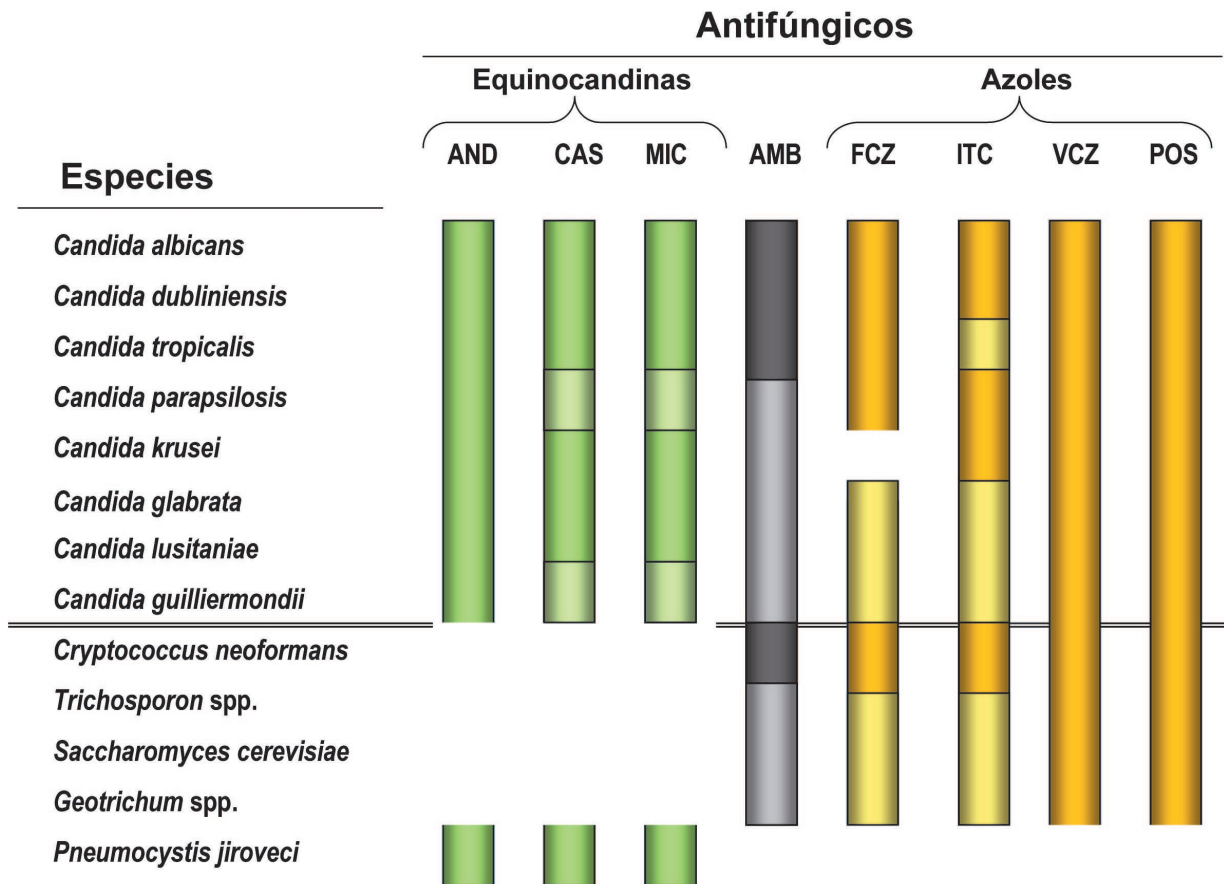 Antifúngicos
Equinocandinas Azoles
AND CAS MIC AMB FCZ ITC VCZ POS
Especies
Candida albicans
Candida dubliniensis
Candida tropicalis
Candida parapsilosis
Candida krusei
Candida glabrata
Candida lusitaniae
Candida guilliermondii
Cryptococcus neoformans
Trichosporon spp.
Saccharomyces cerevisiae
Geotrichum spp.
Pneumocystis jiroveci